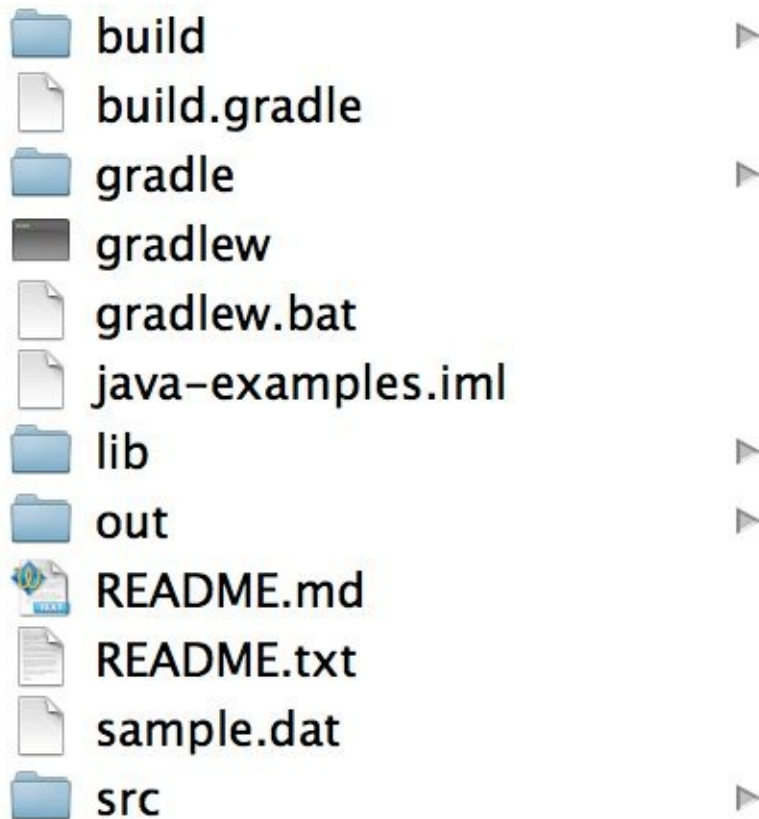 build
build.gradle
gradle
gradlew
gradlew.bat
java-examples.iml
lib
out
README.md
README.txt
sample.dat
src